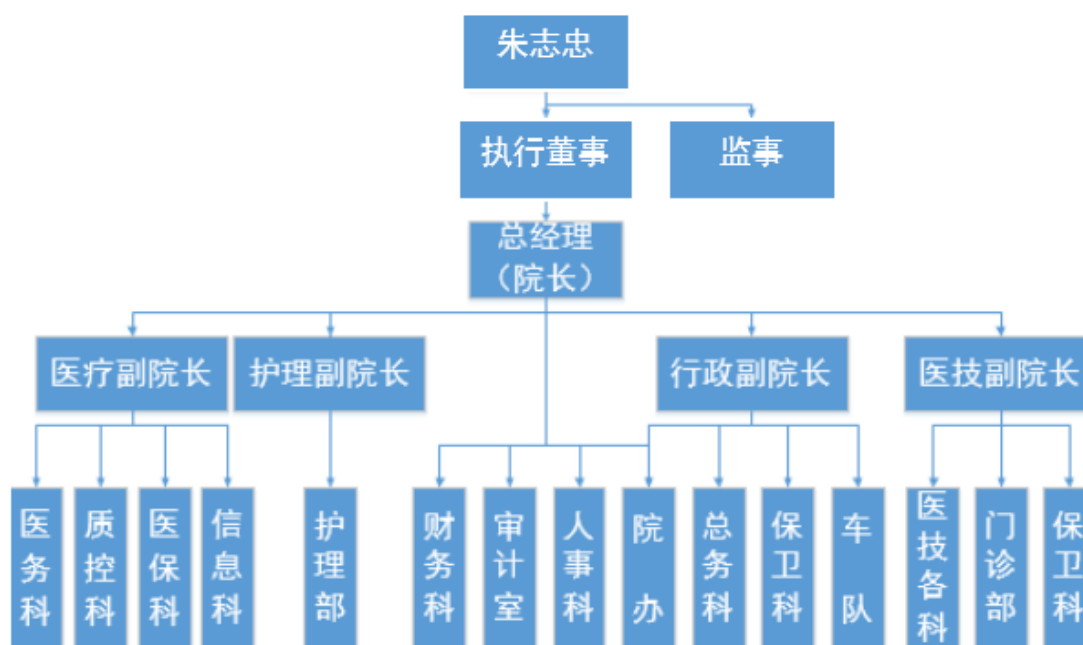 朱志忠
执行董事
监事
总经理
（院长）
医疗副院长
护理副院长
行政副院长
医技副院长
医务科
质控科
医保科
信息科
护理部
财务科
审计室
人事科
院办
总务科
保卫科
车队
医技各科
门诊部
保卫科